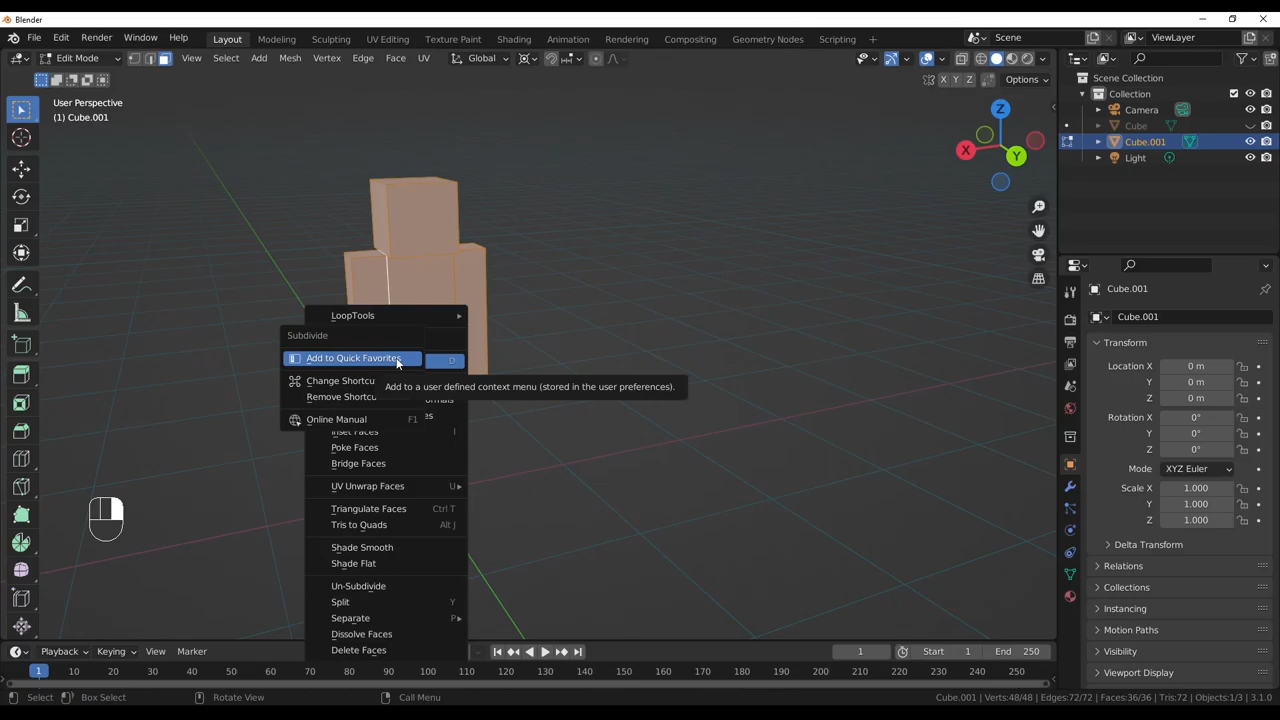 Blender
File Edit Render Window Help
Layout Modeling Sculpting UV Editing Texture Paint Shading Animation Rendering Compositing Geometry Nodes Scripting
Scene
ViewLayer
Edit Mode View Select Add Mesh Vertex Edge Face UV Global
X Y Z Options
User Perspective
(1) Cube.001
Z
X
Y
Scene Collection
Collection
Camera
Cube
Cube.001
Light
LoopTools
Subdivide
Add to Quick Favorites
D
Add to a user defined context menu (stored in the user preferences).
Change Shortcu
Remove Shortcu
Online Manual F1
Inset Faces I
Poke Faces
Bridge Faces
UV Unwrap Faces U
Triangulate Faces Ctrl T
Tris to Quads Alt J
Shade Smooth
Shade Flat
Un-Subdivide
Split Y
Separate P
Dissolve Faces
Delete Faces
Cube.001
Cube.001
Transform
Location X 0 m
Y 0 m
Z 0 m
Rotation X 0°
Y 0°
Z 0°
Mode XYZ Euler
Scale X 1.000
Y 1.000
Z 1.000
Delta Transform
Relations
Collections
Instancing
Motion Paths
Visibility
Viewport Display
Custom Properties
Playback Keying View Marker
1 Start 1 End 250
1 10 20 30 40 50 60 70 80 90 100 110 120 130 140 150 160 170 180 190 200 210 220 230 240 250
Select Box Select Rotate View Call Menu
Cube.001 | Verts:48/48 | Edges:72/72 | Faces:36/36 | Tris:72 | Objects:1/3 | 3.1.0